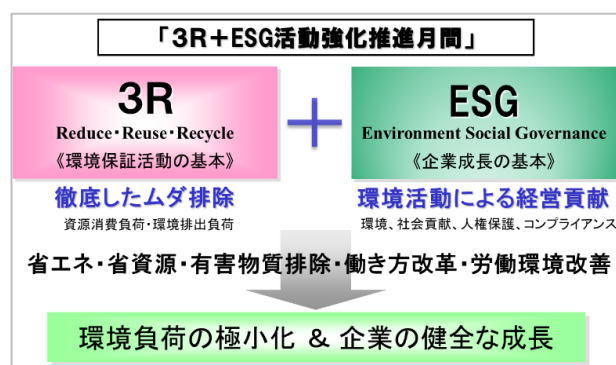 「3R+ESG活動強化推進月間」
3R
Reduce・Reuse・Recycle
《環境保証活動の基本》
+
ESG
Environment Social Governance
《企業成長の基本》
徹底したムダ排除
資源消費負荷・環境排出負荷
環境活動による経営貢献
環境、社会貢献、人権保護、コンプライアンス
省エネ・省資源・有害物質排除・働き方改革・労働環境改善
環境負荷の極小化 & 企業の健全な成長